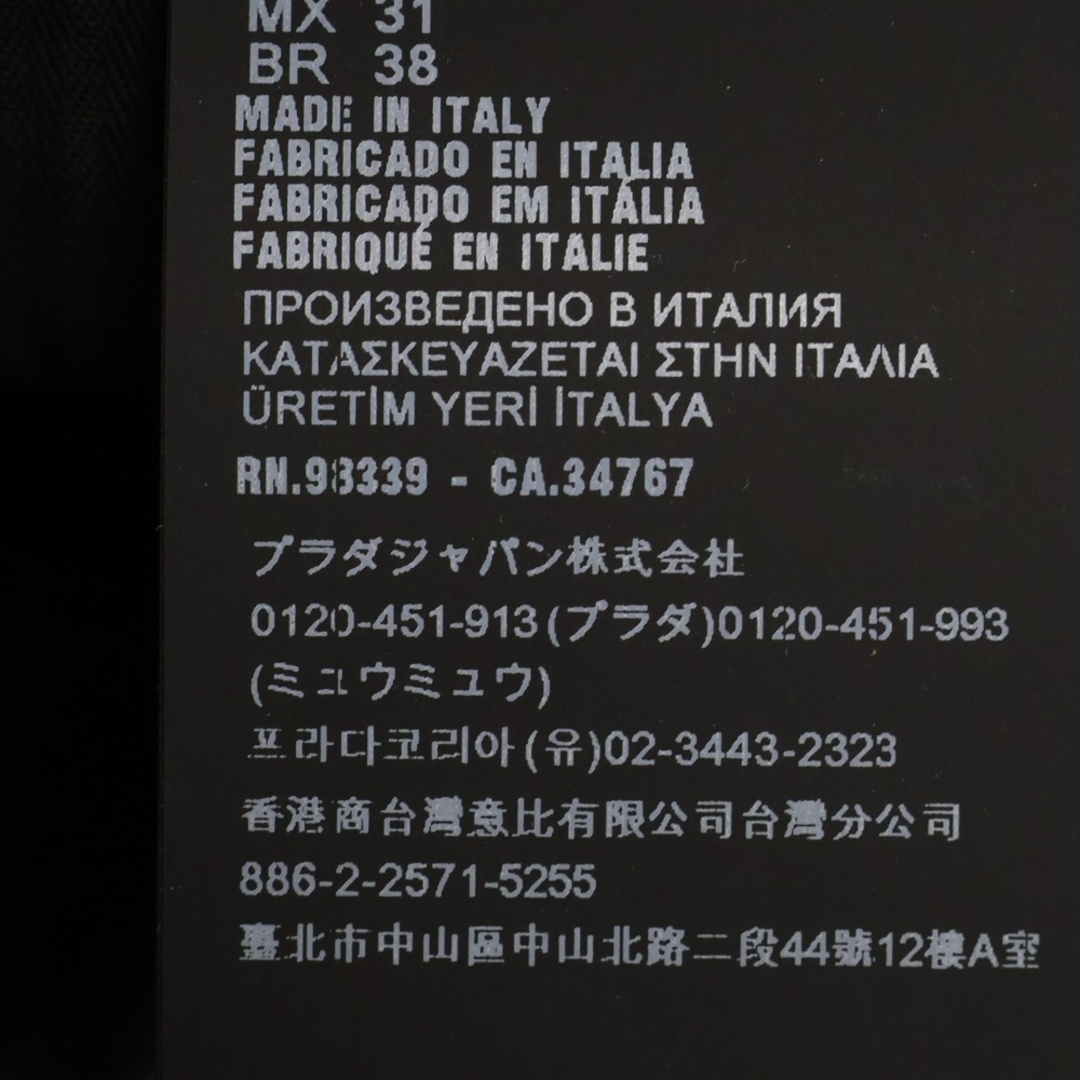 MX 31
BR 38
MADE IN ITALY
FABRICADO EN ITALIA
FABRICADO EM ITÁLIA
FABRIQUÉ EN ITALIE
ПРОИЗВЕДЕНО В ИТАЛИЯ
ΚΑΤΑΣΚΕΥΑΖΕΤΑΙ ΣΤΗΝ ΙΤΑΛΙΑ
ÜRETİM YERİ İTALYA
RN.98339 - CA.34767
プラダジャパン株式会社
0120-451-913(プラダ)0120-451-993
(ミュウミュウ)
프라다코리아(유)02-3443-2323
香港商台灣意比有限公司台灣分公司
886-2-2571-5255
臺北市中山區中山北路二段44號12樓A室